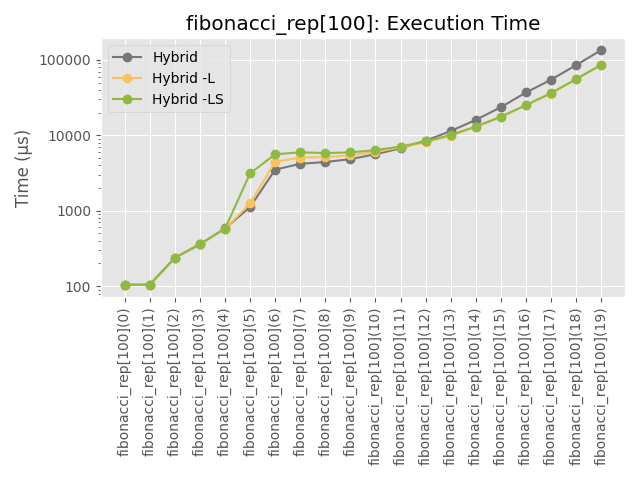 fibonacci_rep[100]: Execution Time
Hybrid
Hybrid -L
Hybrid -LS
Time (µs)
100000
10000
1000
100
fibonacci_rep[100](0)
fibonacci_rep[100](1)
fibonacci_rep[100](2)
fibonacci_rep[100](3)
fibonacci_rep[100](4)
fibonacci_rep[100](5)
fibonacci_rep[100](6)
fibonacci_rep[100](7)
fibonacci_rep[100](8)
fibonacci_rep[100](9)
fibonacci_rep[100](10)
fibonacci_rep[100](11)
fibonacci_rep[100](12)
fibonacci_rep[100](13)
fibonacci_rep[100](14)
fibonacci_rep[100](15)
fibonacci_rep[100](16)
fibonacci_rep[100](17)
fibonacci_rep[100](18)
fibonacci_rep[100](19)